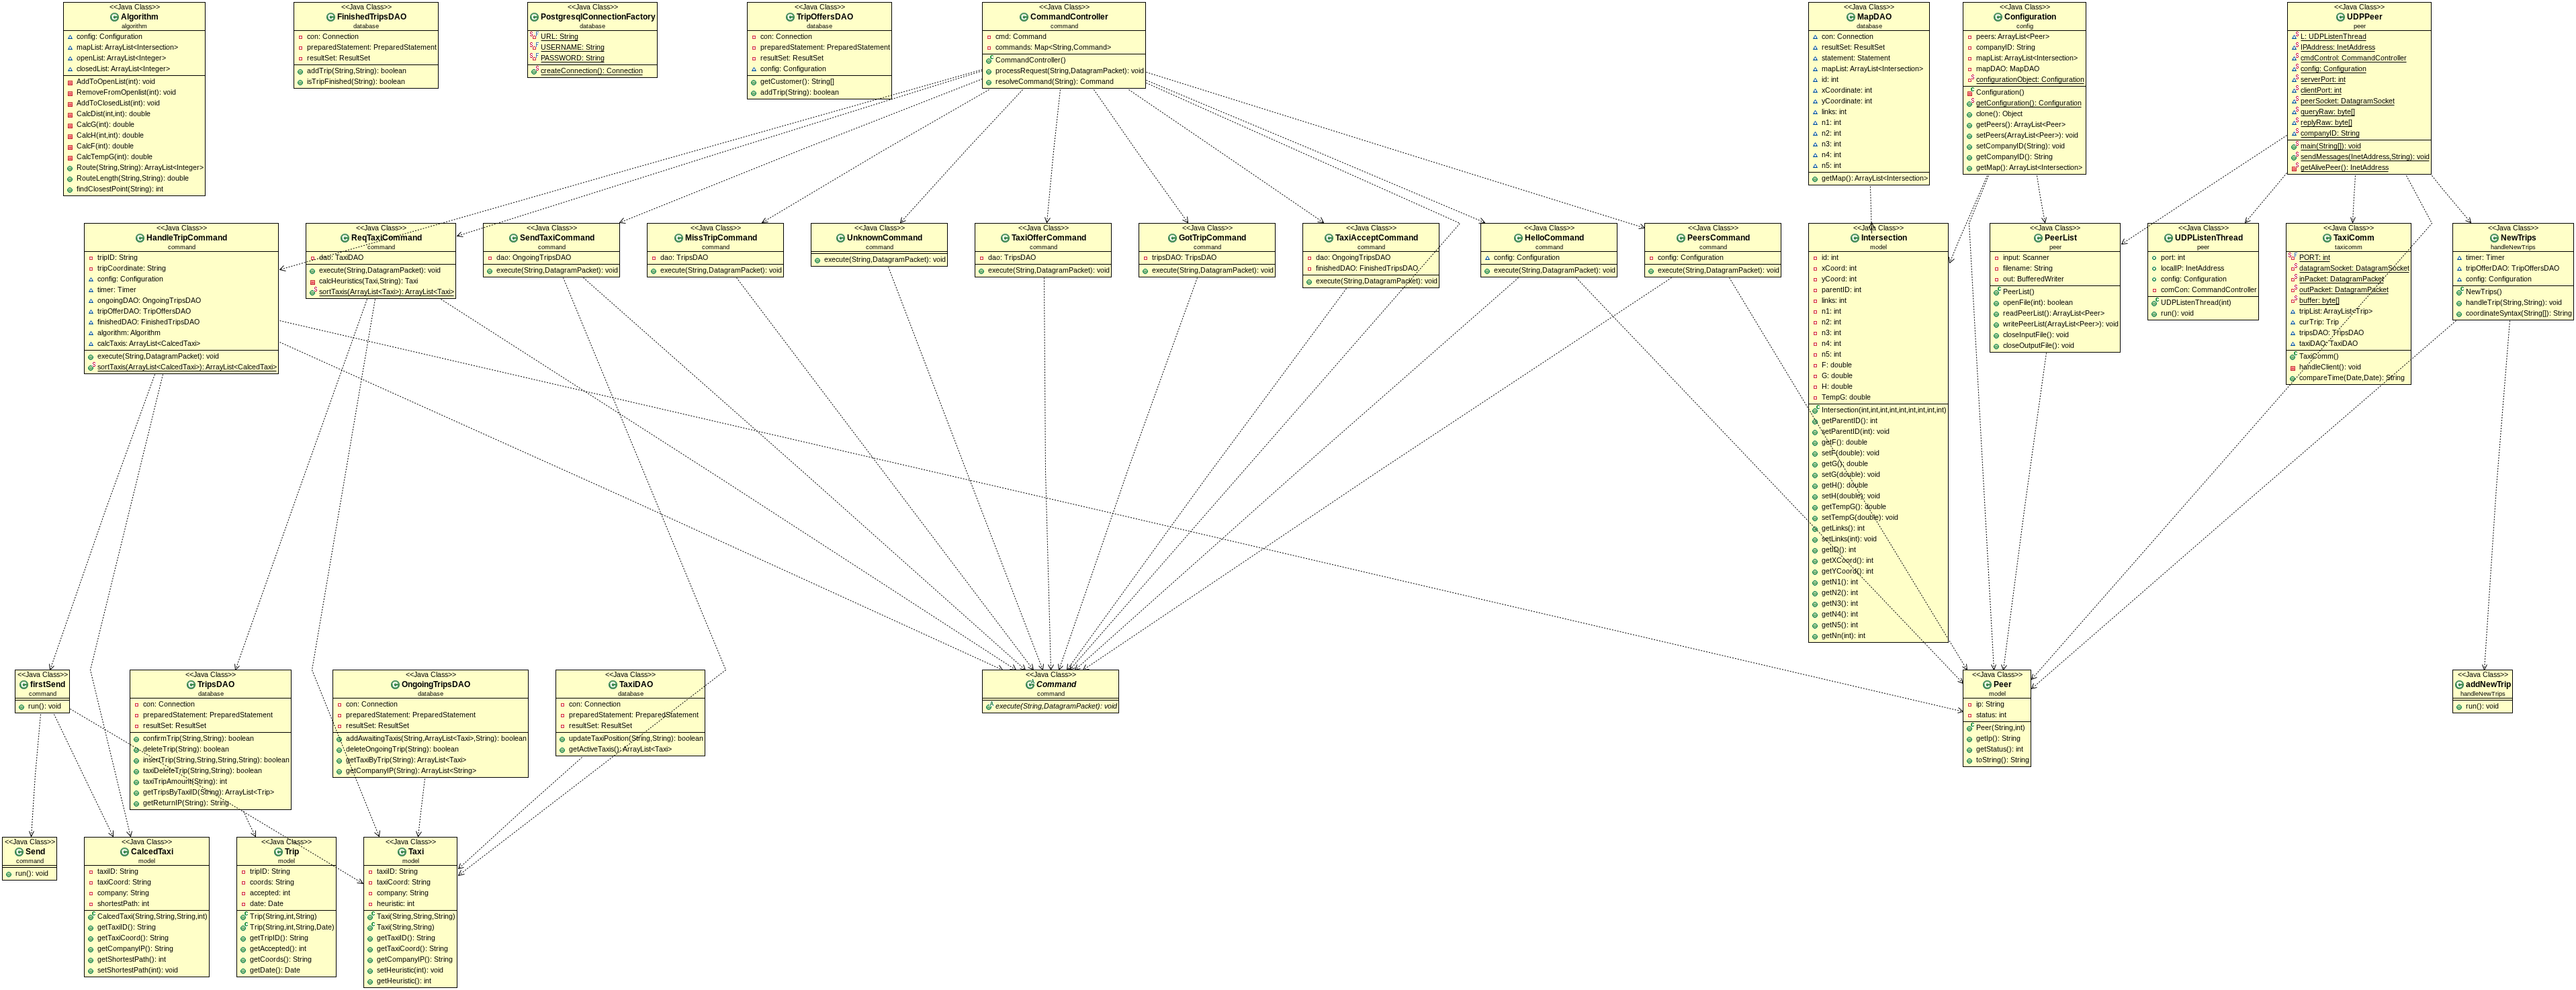 <<Java Class>>
Algorithm
algorithm
config: Configuration
mapList: ArrayList<Intersection>
openList: ArrayList<Integer>
closedList: ArrayList<Integer>
AddToOpenList(int): void
RemoveFromOpenlist(int): void
AddToClosedList(int): void
CalcDist(int,int): double
CalcG(int): double
CalcH(int,int): double
CalcF(int): double
CalcTempG(int): double
Route(String,String): ArrayList<Integer>
RouteLength(String,String): double
findClosestPoint(String): int
<<Java Class>>
FinishedTripsDAO
database
con: Connection
preparedStatement: PreparedStatement
resultSet: ResultSet
addTrip(String,String): boolean
isTripFinished(String): boolean
<<Java Class>>
PostgresqlConnectionFactory
database
URL: String
USERNAME: String
PASSWORD: String
createConnection(): Connection
<<Java Class>>
TripOffersDAO
database
con: Connection
preparedStatement: PreparedStatement
resultSet: ResultSet
config: Configuration
getCustomer(): String[]
addTrip(String): boolean
<<Java Class>>
CommandController
command
cmd: Command
commands: Map<String,Command>
CommandController()
processRequest(String,DatagramPacket): void
resolveCommand(String): Command
<<Java Class>>
MapDAO
database
con: Connection
resultSet: ResultSet
statement: Statement
mapList: ArrayList<Intersection>
id: int
xCoordinate: int
yCoordinate: int
links: int
n1: int
n2: int
n3: int
n4: int
n5: int
getMap(): ArrayList<Intersection>
<<Java Class>>
Configuration
config
peers: ArrayList<Peer>
companyID: String
mapList: ArrayList<Intersection>
mapDAO: MapDAO
configurationObject: Configuration
Configuration()
getConfiguration(): Configuration
clone(): Object
getPeers(): ArrayList<Peer>
setPeers(ArrayList<Peer>): void
setCompanyID(String): void
getCompanyID(): String
getMap(): ArrayList<Intersection>
<<Java Class>>
UDPPeer
peer
L: UDPListenThread
IPAddress: InetAddress
cmdControl: CommandController
config: Configuration
serverPort: int
clientPort: int
peerSocket: DatagramSocket
queryRaw: byte[]
replyRaw: byte[]
companyID: String
main(String[]): void
sendMessages(InetAddress,String): void
getAlivePeer(): InetAddress
<<Java Class>>
HandleTripCommand
command
tripID: String
tripCoordinate: String
config: Configuration
timer: Timer
ongoingDAO: OngoingTripsDAO
tripOfferDAO: TripOffersDAO
finishedDAO: FinishedTripsDAO
algorithm: Algorithm
calcTaxis: ArrayList<CalcedTaxi>
execute(String,DatagramPacket): void
sortTaxis(ArrayList<CalcedTaxi>): ArrayList<CalcedTaxi>
<<Java Class>>
ReqTaxiCommand
command
dao: TaxiDAO
execute(String,DatagramPacket): void
calcHeuristics(Taxi,String): Taxi
sortTaxis(ArrayList<Taxi>): ArrayList<Taxi>
<<Java Class>>
SendTaxiCommand
command
dao: OngoingTripsDAO
execute(String,DatagramPacket): void
<<Java Class>>
MissTripCommand
command
dao: TripsDAO
execute(String,DatagramPacket): void
<<Java Class>>
UnknownCommand
command
execute(String,DatagramPacket): void
<<Java Class>>
TaxiOfferCommand
command
dao: TripsDAO
execute(String,DatagramPacket): void
<<Java Class>>
GotTripCommand
command
tripsDAO: TripsDAO
execute(String,DatagramPacket): void
<<Java Class>>
TaxiAcceptCommand
command
dao: OngoingTripsDAO
finishedDAO: FinishedTripsDAO
execute(String,DatagramPacket): void
<<Java Class>>
HelloCommand
command
config: Configuration
execute(String,DatagramPacket): void
<<Java Class>>
PeersCommand
command
config: Configuration
execute(String,DatagramPacket): void
<<Java Class>>
Intersection
model
id: int
xCoord: int
yCoord: int
parentID: int
links: int
n1: int
n2: int
n3: int
n4: int
n5: int
F: double
G: double
H: double
TempG: double
Intersection(int,int,int,int,int,int,int,int,int)
getParentID(): int
setParentID(int): void
getF(): double
setF(double): void
getG(): double
setG(double): void
getH(): double
setH(double): void
getTempG(): double
setTempG(double): void
getLinks(): int
setLinks(int): void
getID(): int
getXCoord(): int
getYCoord(): int
getN1(): int
getN2(): int
getN3(): int
getN4(): int
getN5(): int
getNn(int): int
<<Java Class>>
PeerList
peer
input: Scanner
filename: String
out: BufferedWriter
PeerList()
openFile(int): boolean
readPeerList(): ArrayList<Peer>
writePeerList(ArrayList<Peer>): void
closeInputFile(): void
closeOutputFile(): void
<<Java Class>>
UDPListenThread
peer
port: int
localIP: InetAddress
config: Configuration
comCon: CommandController
UDPListenThread(int)
run(): void
<<Java Class>>
TaxiComm
taxicomm
PORT: int
datagramSocket: DatagramSocket
inPacket: DatagramPacket
outPacket: DatagramPacket
buffer: byte[]
tripList: ArrayList<Trip>
curTrip: Trip
tripsDAO: TripsDAO
taxiDAO: TaxiDAO
TaxiComm()
handleClient(): void
compareTime(Date,Date): String
<<Java Class>>
NewTrips
handleNewTrips
timer: Timer
tripOfferDAO: TripOffersDAO
config: Configuration
NewTrips()
handleTrip(String,String): void
coordinateSyntax(String[]): String
<<Java Class>>
firstSend
command
run(): void
<<Java Class>>
TripsDAO
database
con: Connection
preparedStatement: PreparedStatement
resultSet: ResultSet
confirmTrip(String,String): boolean
deleteTrip(String): boolean
insertTrip(String,String,String,String): boolean
taxiDeleteTrip(String,String): boolean
taxiTripAmount(String): int
getTripsByTaxiID(String): ArrayList<Trip>
getReturnIP(String): String
<<Java Class>>
OngoingTripsDAO
database
con: Connection
preparedStatement: PreparedStatement
resultSet: ResultSet
addAwaitingTaxis(String,ArrayList<Taxi>,String): boolean
deleteOngoingTrip(String): boolean
getTaxiByTrip(String): ArrayList<Taxi>
getCompanyIP(String): ArrayList<String>
<<Java Class>>
TaxiDAO
database
con: Connection
preparedStatement: PreparedStatement
resultSet: ResultSet
updateTaxiPosition(String,String): boolean
getActiveTaxis(): ArrayList<Taxi>
<<Java Class>>
Command
command
execute(String,DatagramPacket): void
<<Java Class>>
Peer
model
ip: String
status: int
Peer(String,int)
getIp(): String
getStatus(): int
toString(): String
<<Java Class>>
addNewTrip
handleNewTrips
run(): void
<<Java Class>>
Send
command
run(): void
<<Java Class>>
CalcedTaxi
model
taxiID: String
taxiCoord: String
company: String
shortestPath: int
CalcedTaxi(String,String,String,int)
getTaxiID(): String
getTaxiCoord(): String
getCompanyIP(): String
getShortestPath(): int
setShortestPath(int): void
<<Java Class>>
Trip
model
tripID: String
coords: String
accepted: int
date: Date
Trip(String,int,String)
Trip(String,int,String,Date)
getTripID(): String
getAccepted(): int
getCoords(): String
getDate(): Date
<<Java Class>>
Taxi
model
taxiID: String
taxiCoord: String
company: String
heuristic: int
Taxi(String,String,String)
Taxi(String,String)
getTaxiID(): String
getTaxiCoord(): String
getCompanyIP(): String
setHeuristic(int): void
getHeuristic(): int